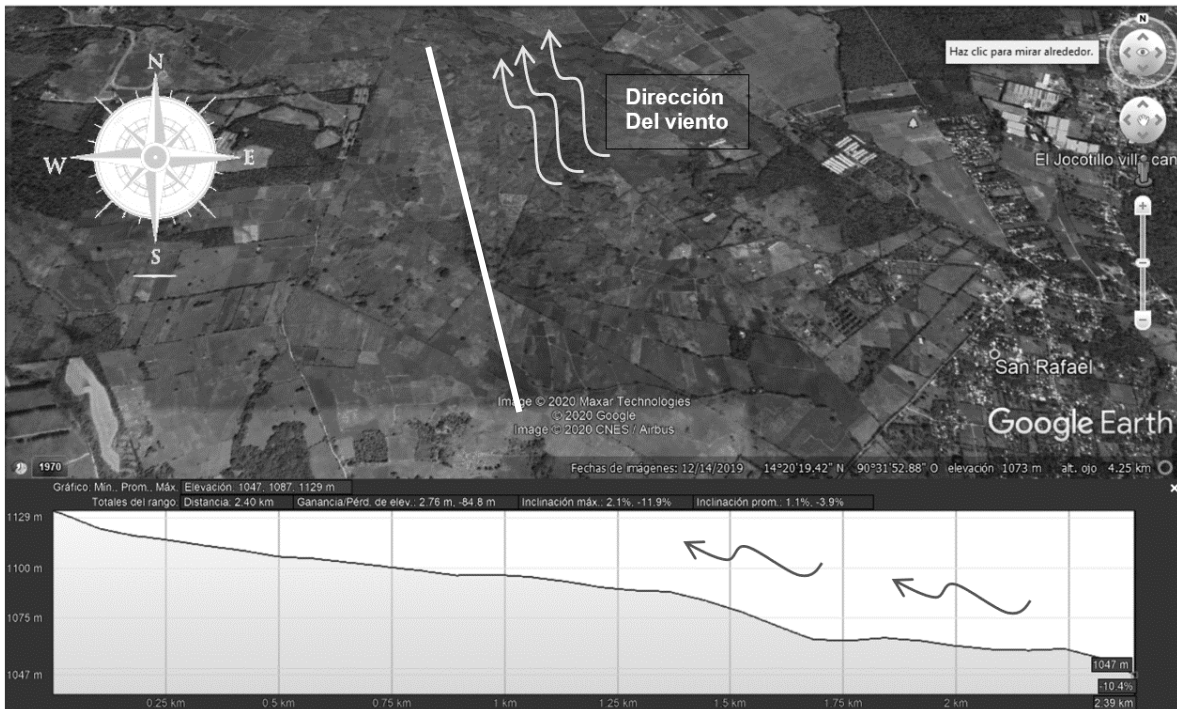 N
Haz clic para mirar alrededor.
N
Dirección
Del viento
W
E
El Jocotillo villa can
S
San Rafael
Image © 2020 Maxar Technologies
© 2020 Google
Image © 2020 CNES / Airbus
Google Earth
1970
Fechas de imágenes: 12/14/2019 14°20'19.42" N 90°31'52.88" O elevación 1073 m alt. ojo 4.25 km
Gráfico: Mín., Prom., Máx. Elevación: 1047, 1087, 1129 m
Totales del rango: Distancia: 2.40 km Ganancia/Pérd. de elev.: 2.76 m, -84.8 m Inclinación máx.: 2.1%, -11.9% Inclinación prom.: 1.1%, -3.9%
1129 m
1100 m
1075 m
1047 m
1047 m
-10.4%
0.25 km 0.5 km 0.75 km 1 km 1.25 km 1.5 km 1.75 km 2 km 2.39 km